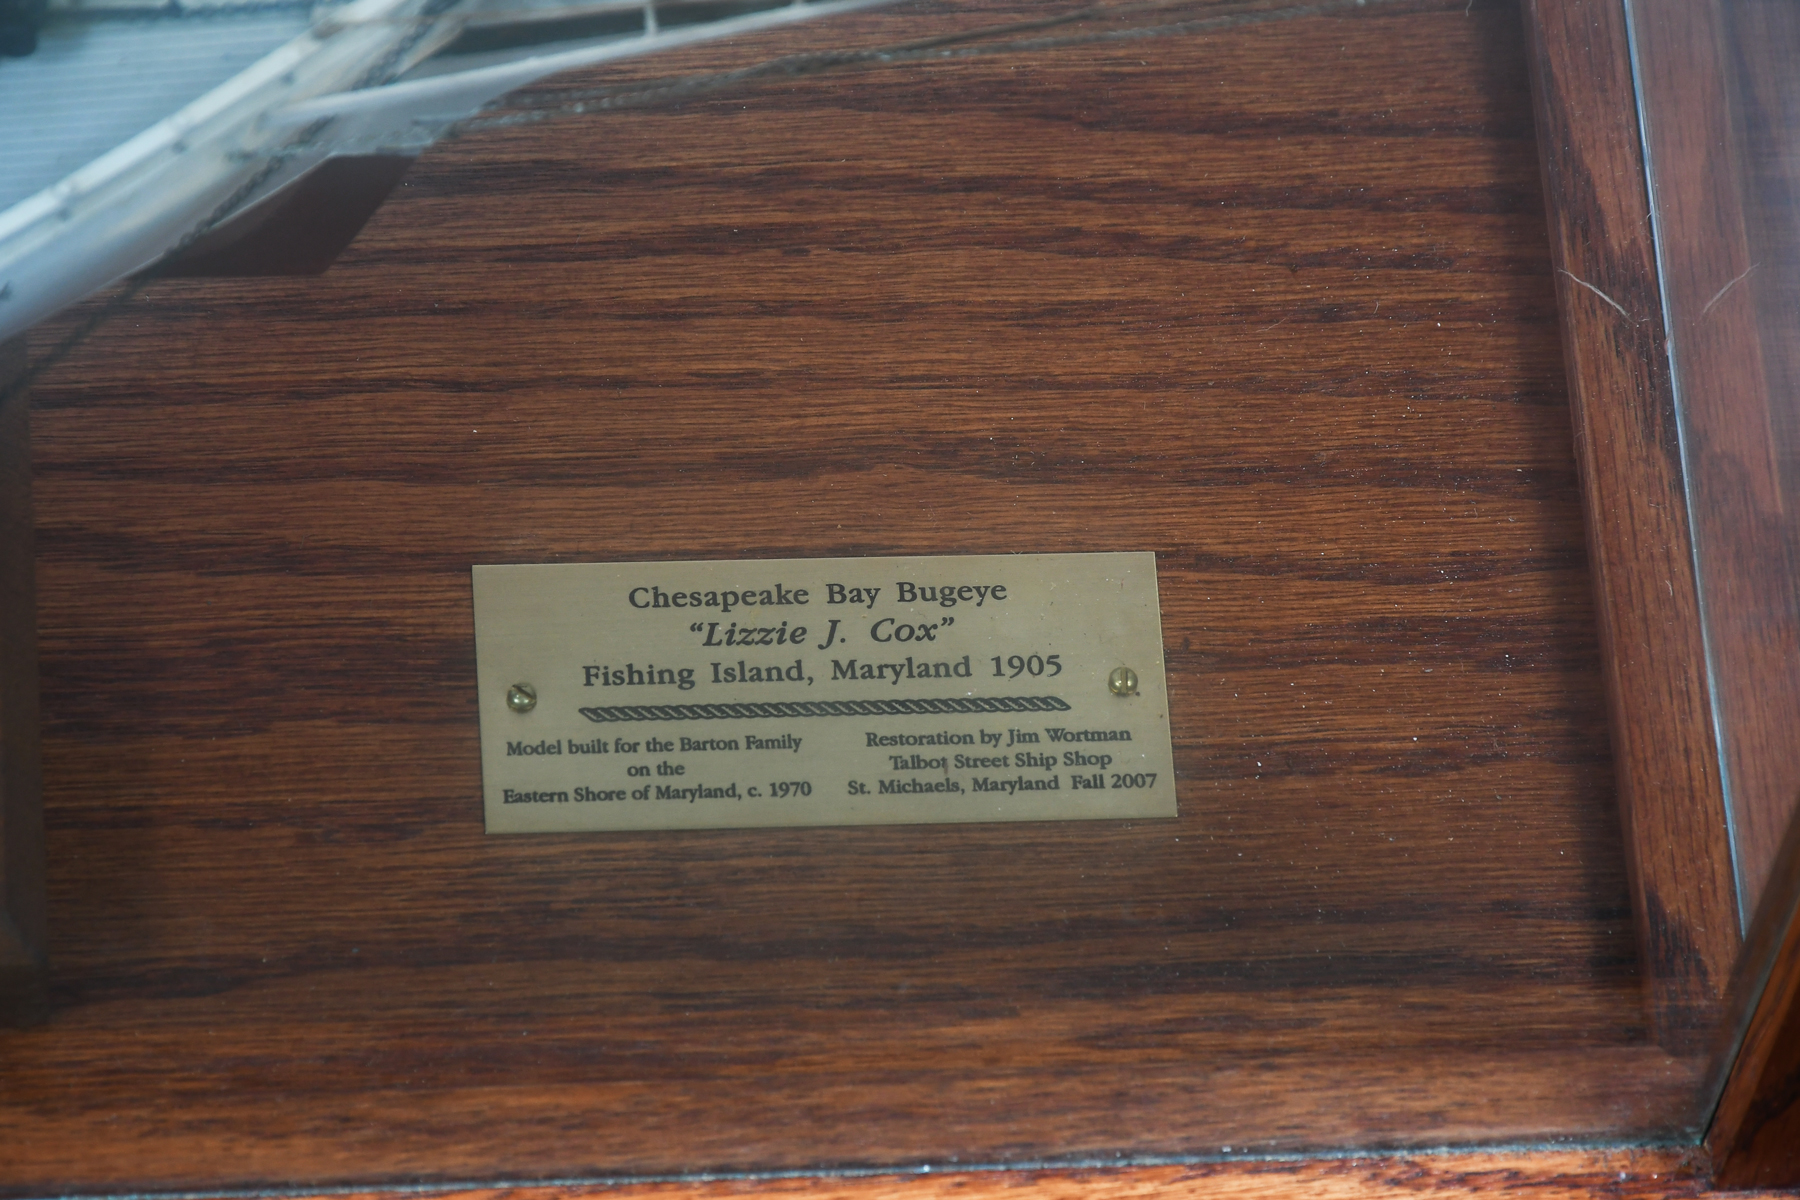 Chesapeake Bay Bugeye
“Lizzie J. Cox”
Fishing Island, Maryland 1905
Model built for the Barton Family
on the
Eastern Shore of Maryland, c. 1970
Restoration by Jim Wortman
Talbot Street Ship Shop
St. Michaels, Maryland Fall 2007